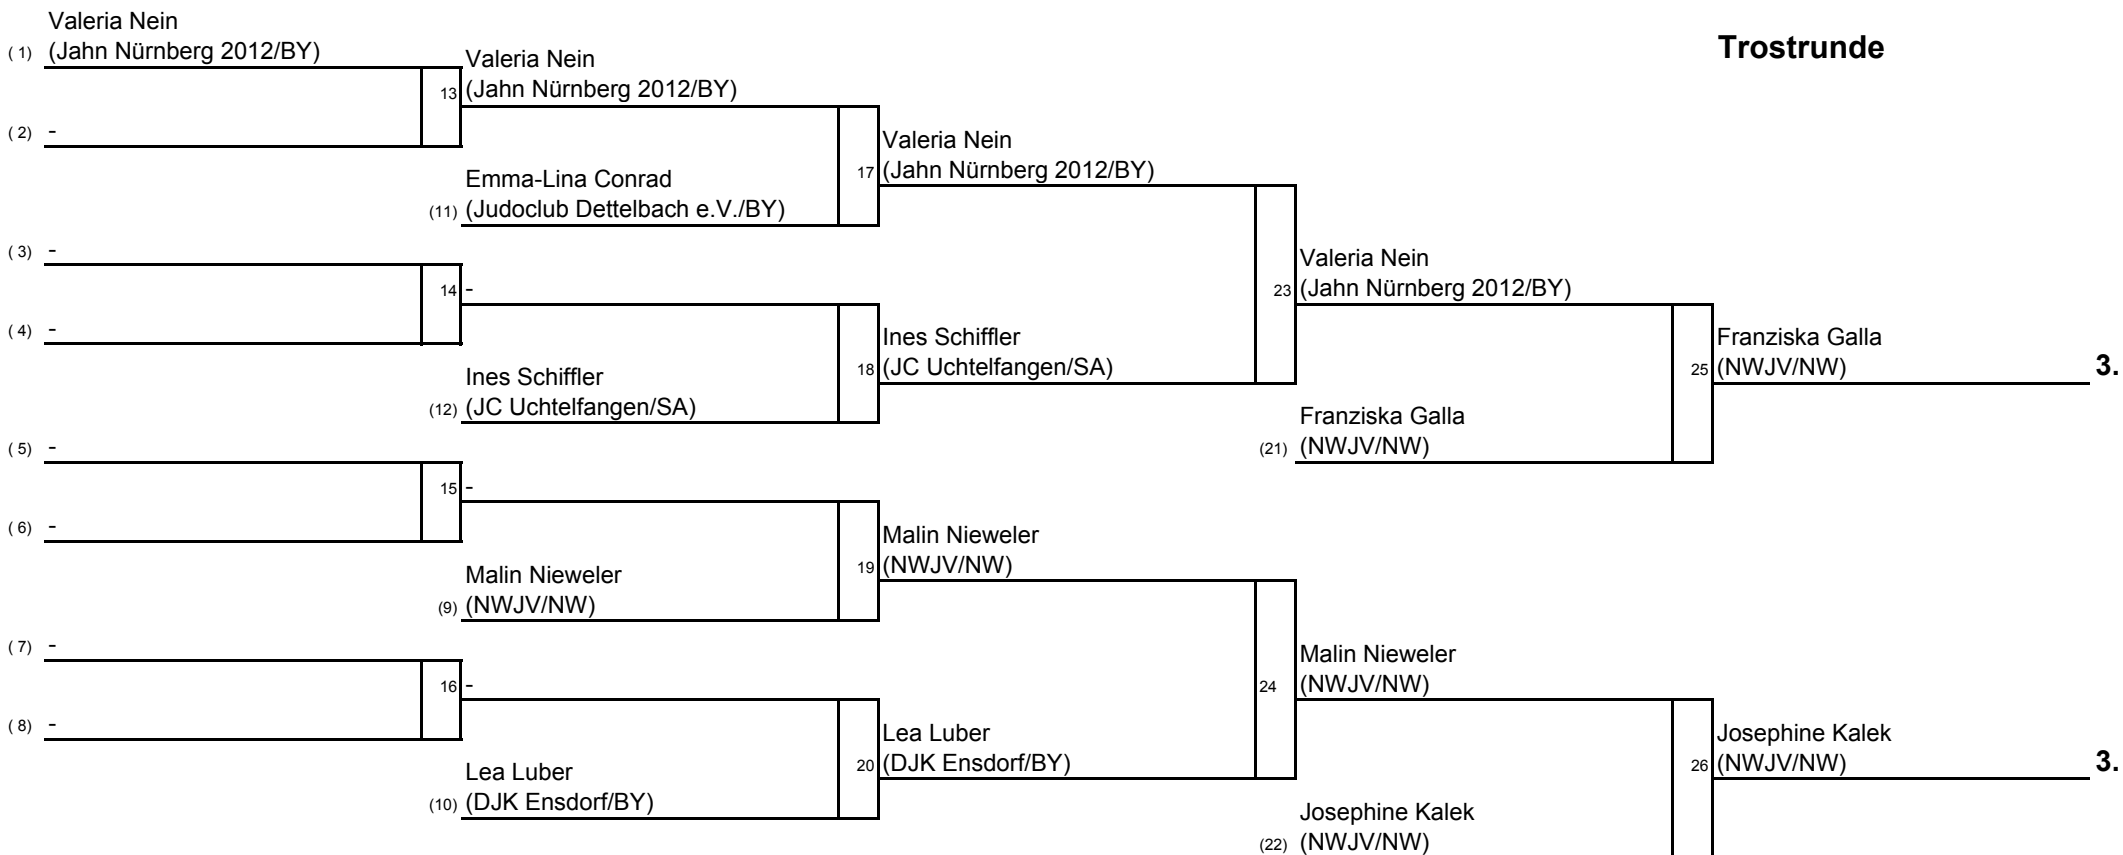 Trostrunde
Valeria Nein
( 1) (Jahn Nürnberg 2012/BY)
( 2) -
( 3) -
( 4) -
( 5) -
( 6) -
( 7) -
( 8) -
Valeria Nein
13 (Jahn Nürnberg 2012/BY)
Emma-Lina Conrad
(11) (Judoclub Dettelbach e.V./BY)
14 -
Ines Schiffler
(12) (JC Uchtelfangen/SA)
15 -
Malin Nieweler
(9) (NWJV/NW)
16 -
Lea Luber
(10) (DJK Ensdorf/BY)
Valeria Nein
17 (Jahn Nürnberg 2012/BY)
Ines Schiffler
18 (JC Uchtelfangen/SA)
Malin Nieweler
19 (NWJV/NW)
Lea Luber
20 (DJK Ensdorf/BY)
Valeria Nein
23 (Jahn Nürnberg 2012/BY)
Franziska Galla
(21) (NWJV/NW)
Malin Nieweler
24 (NWJV/NW)
Josephine Kalek
(22) (NWJV/NW)
Franziska Galla
25 (NWJV/NW) 3.
Josephine Kalek
26 (NWJV/NW) 3.